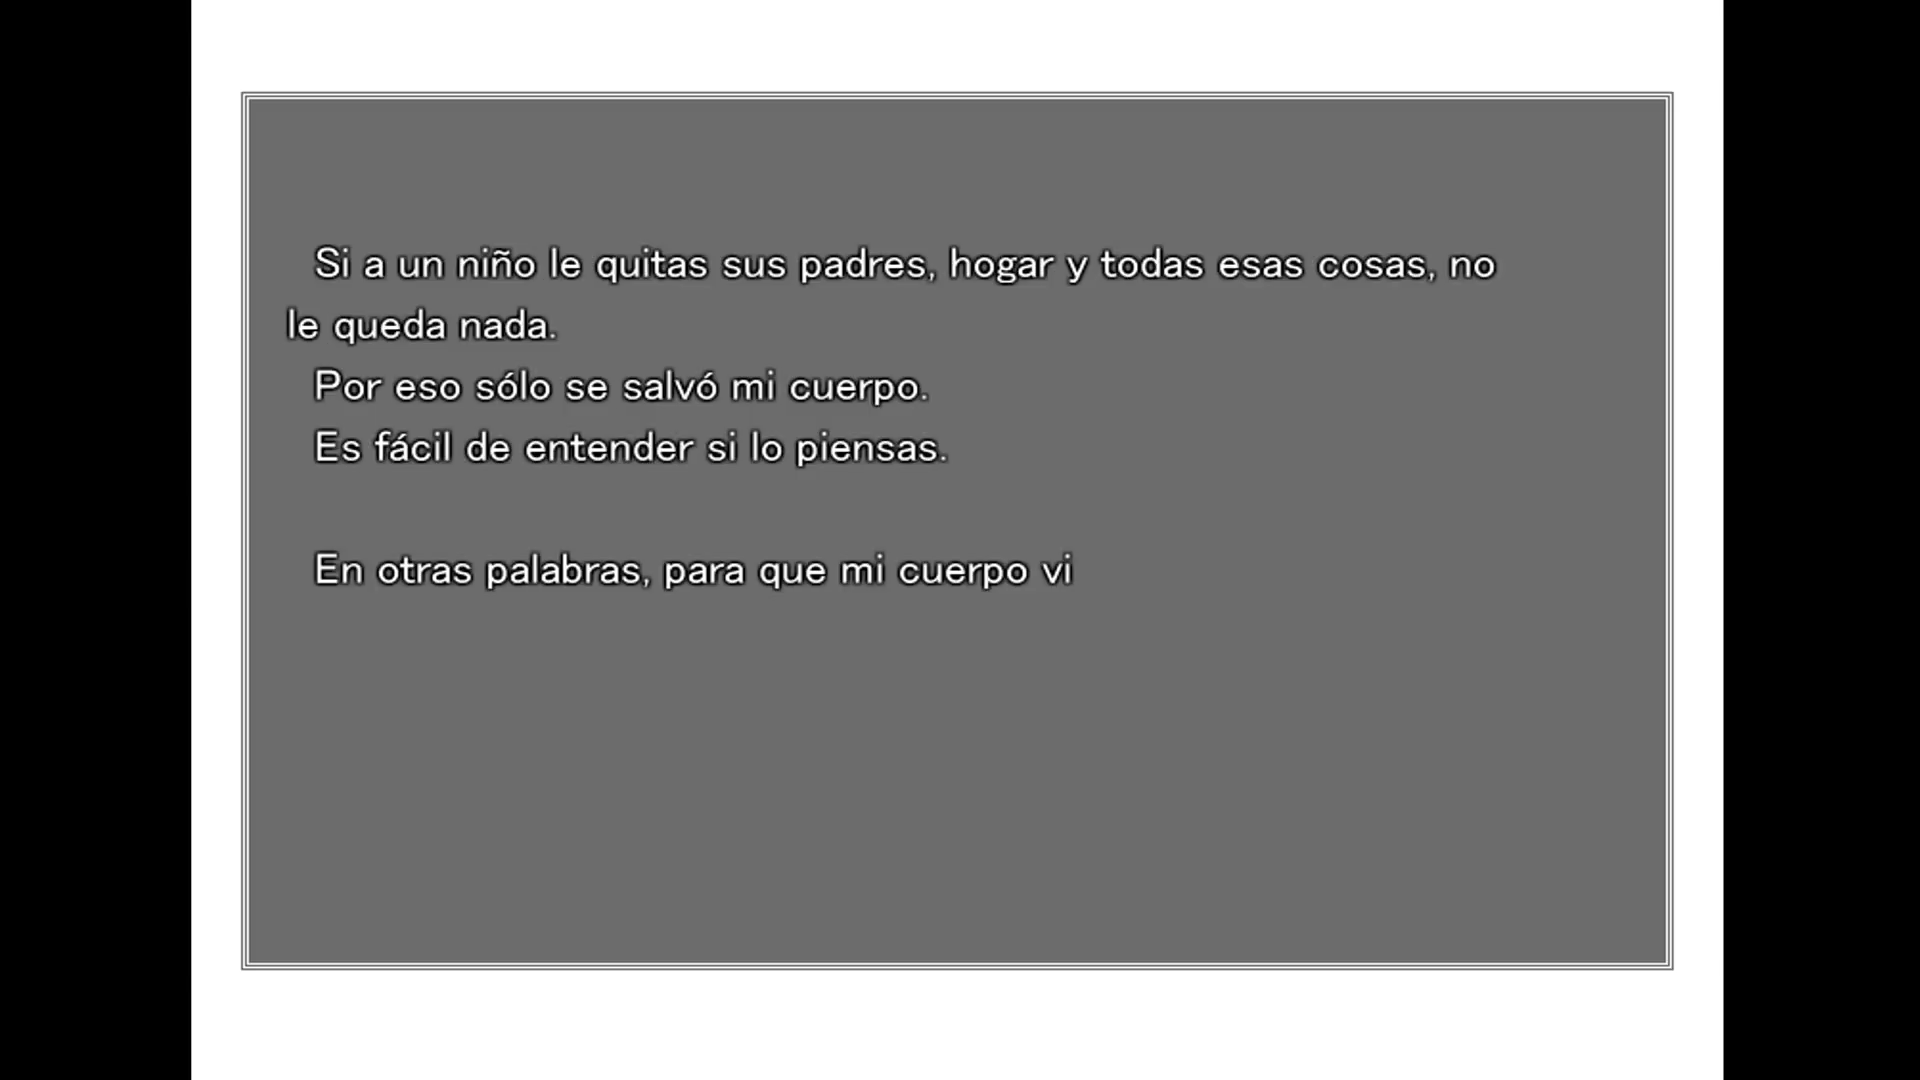 Si a un niño le quitas sus padres, hogar y todas esas cosas, no
le queda nada.
Por eso sólo se salvó mi cuerpo.
Es fácil de entender si lo piensas.
En otras palabras, para que mi cuerpo vi